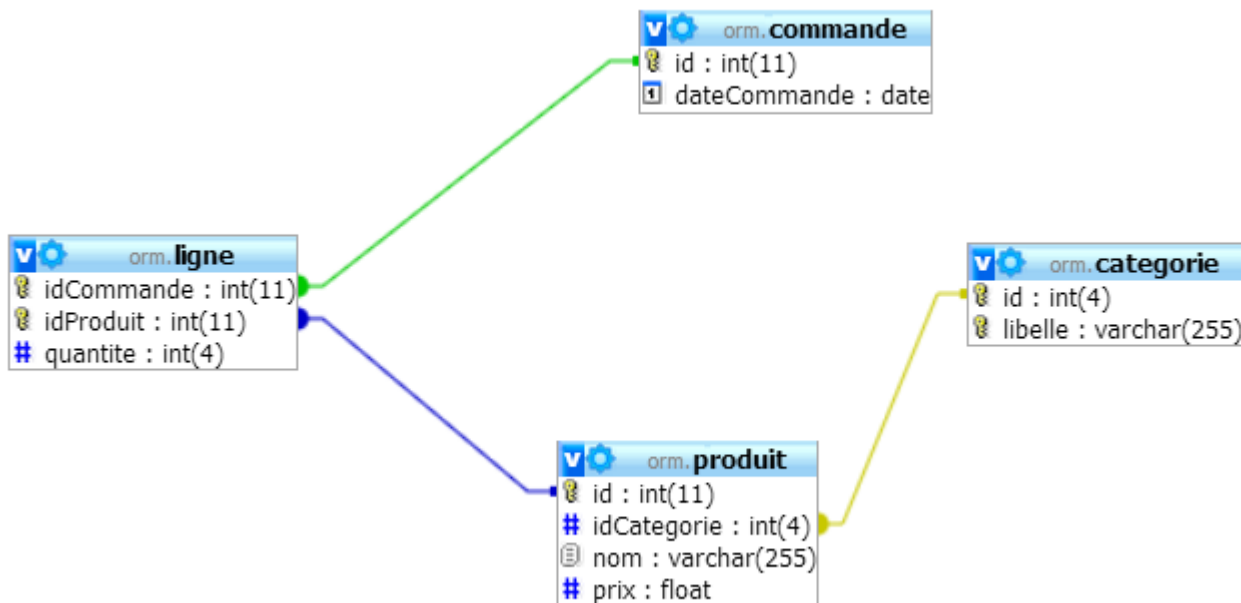 orm.commande
id : int(11)
dateCommande : date
orm.ligne
idCommande : int(11)
idProduit : int(11)
# quantite : int(4)
orm.categorie
id : int(4)
libelle : varchar(255)
orm.produit
id : int(11)
# idCategorie : int(4)
nom : varchar(255)
# prix : float